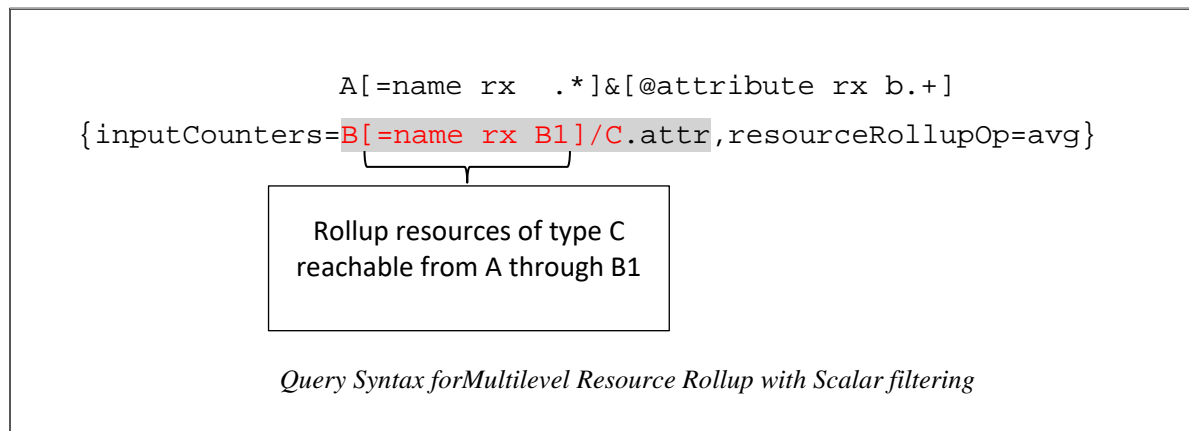 A[=name rx  .*]&[@attribute rx b.+]
{inputCounters=B[=name rx B1]/C.attr,resourceRollupOp=avg}
Rollup resources of type C
reachable from A through B1
Query Syntax forMultilevel Resource Rollup with Scalar filtering